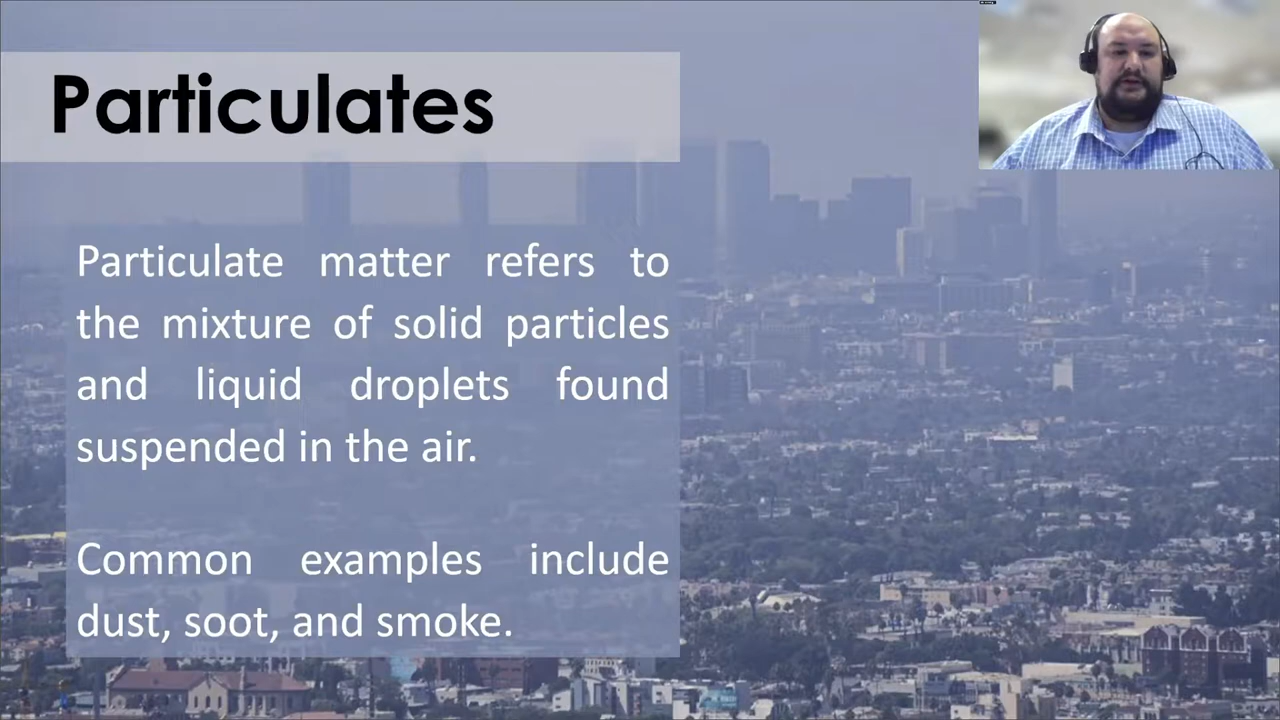 Particulates
Particulate matter refers to
the mixture of solid particles
and liquid droplets found
suspended in the air.
Common examples include
dust, soot, and smoke.